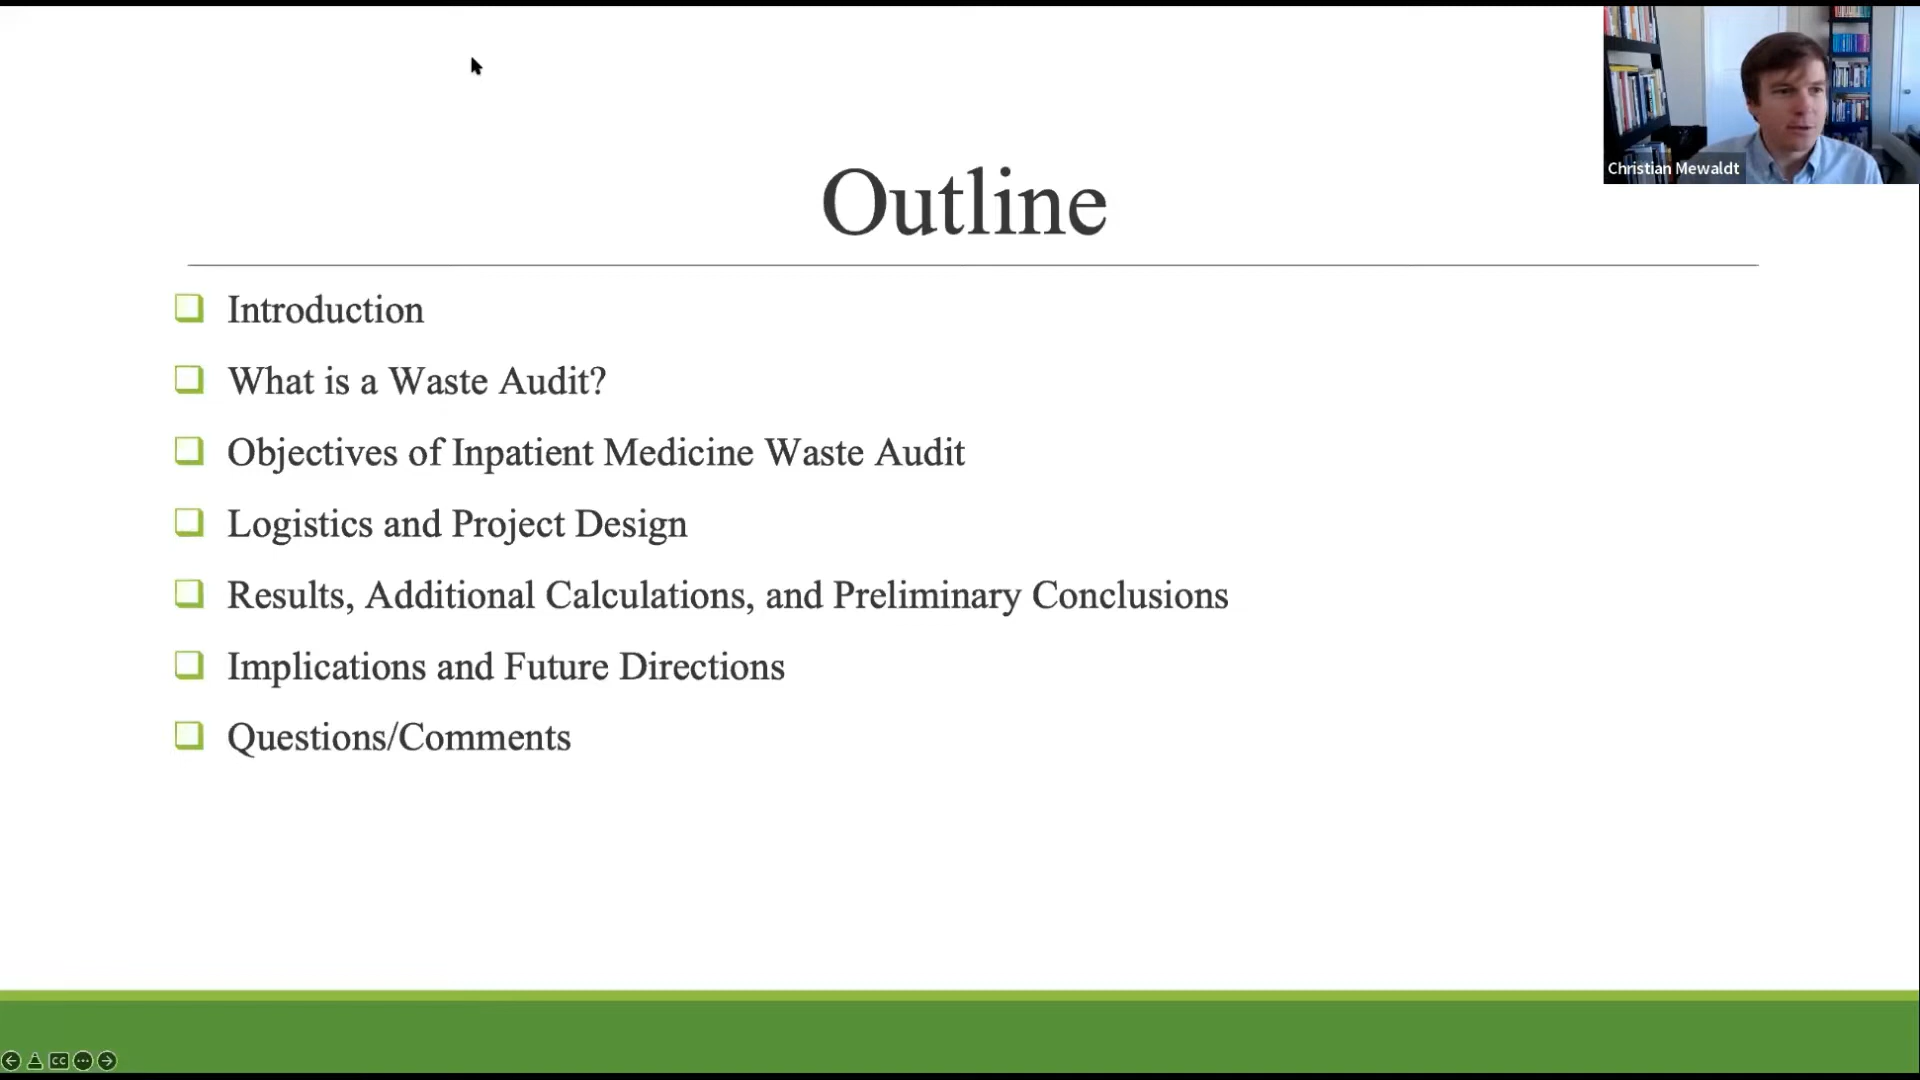 Christian Mewaldt
Outline
Introduction
What is a Waste Audit?
Objectives of Inpatient Medicine Waste Audit
Logistics and Project Design
Results, Additional Calculations, and Preliminary Conclusions
Implications and Future Directions
Questions/Comments
CC